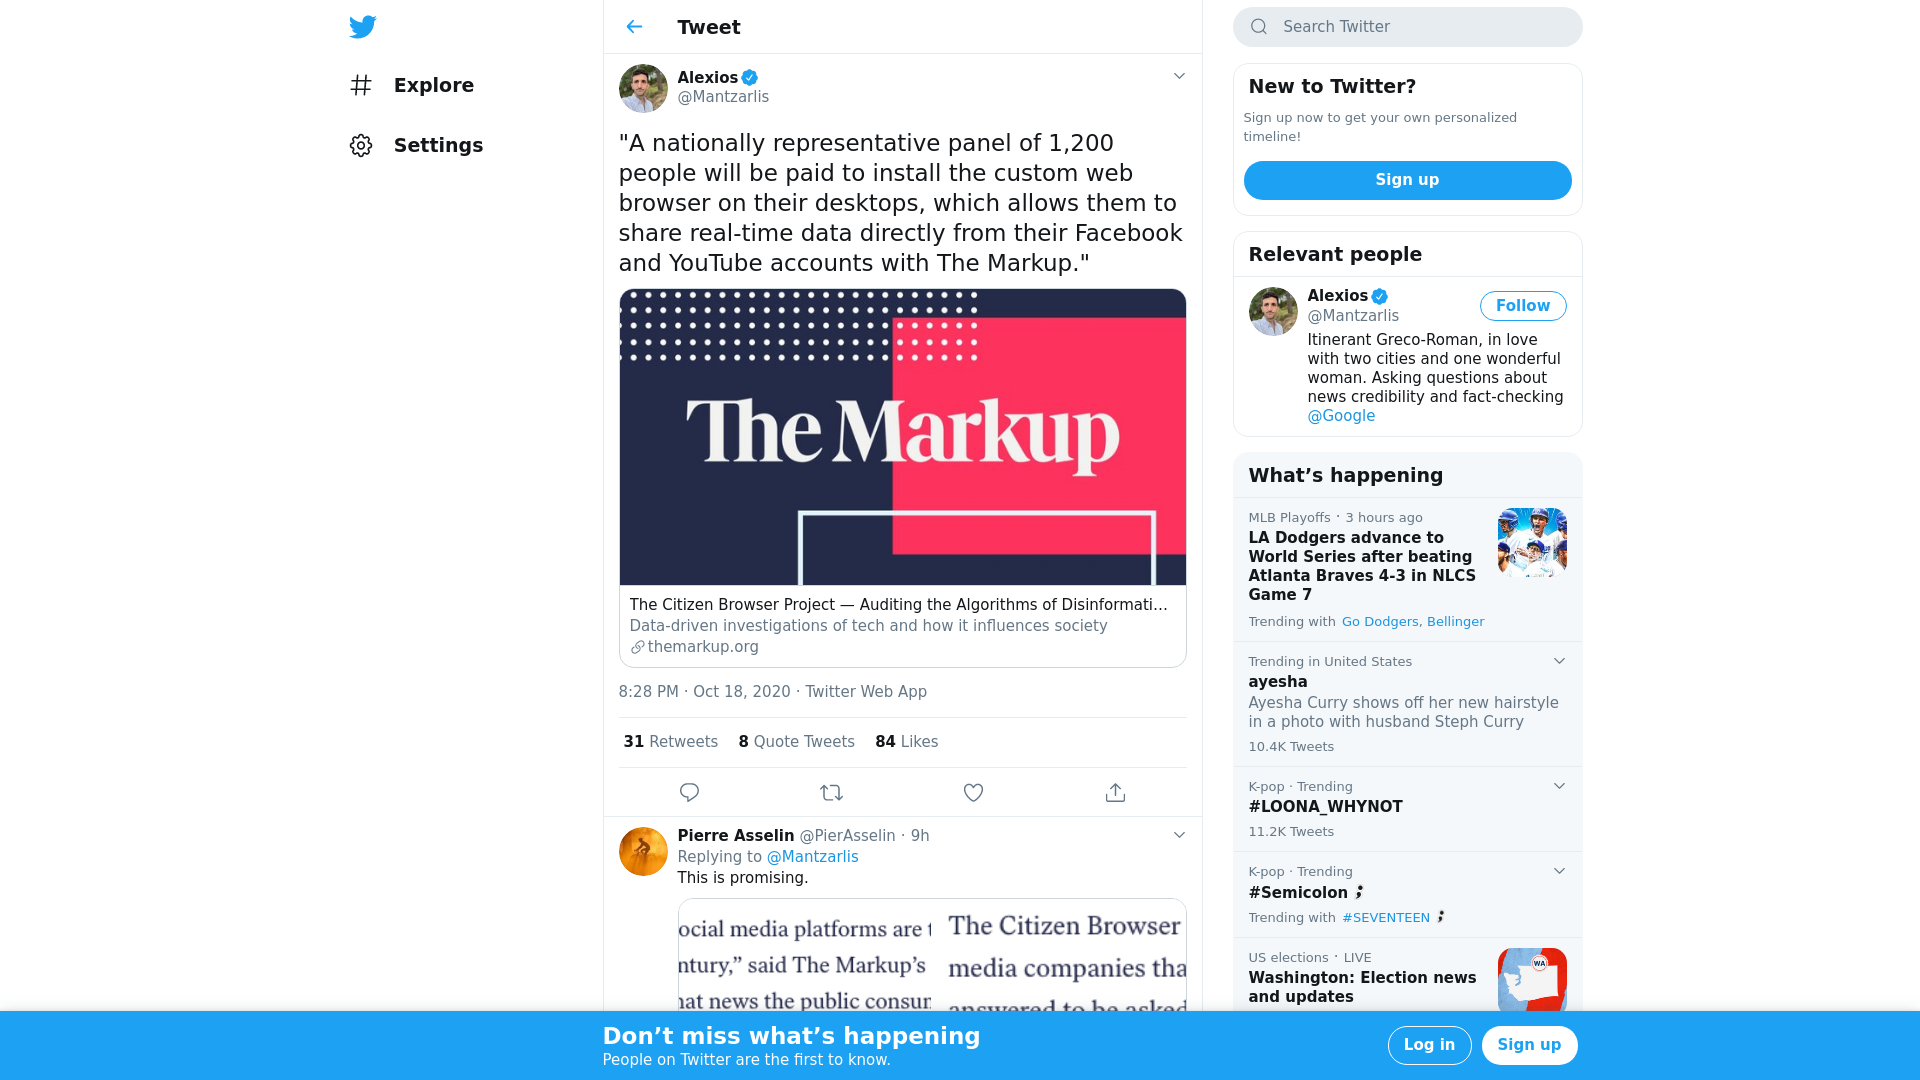 Explore
Settings
Tweet
Alexios
@Mantzarlis
"A nationally representative panel of 1,200
people will be paid to install the custom web
browser on their desktops, which allows them to
share real-time data directly from their Facebook
and YouTube accounts with The Markup."
The Markup
The Citizen Browser Project — Auditing the Algorithms of Disinformati…
Data-driven investigations of tech and how it influences society
themarkup.org
8:28 PM · Oct 18, 2020 · Twitter Web App
31 Retweets 8 Quote Tweets 84 Likes
Pierre Asselin @PierAsselin · 9h
Replying to @Mantzarlis
This is promising.
ocial media platforms are t
ntury,” said The Markup’s
at news the public consur
The Citizen Browser
media companies tha
answered to be asked
Search Twitter
New to Twitter?
Sign up now to get your own personalized
timeline!
Sign up
Relevant people
Alexios
@Mantzarlis
Follow
Itinerant Greco-Roman, in love
with two cities and one wonderful
woman. Asking questions about
news credibility and fact-checking
@Google
What’s happening
MLB Playoffs · 3 hours ago
LA Dodgers advance to
World Series after beating
Atlanta Braves 4-3 in NLCS
Game 7
Trending with Go Dodgers, Bellinger
Trending in United States
ayesha
Ayesha Curry shows off her new hairstyle
in a photo with husband Steph Curry
10.4K Tweets
K-pop · Trending
#LOONA_WHYNOT
11.2K Tweets
K-pop · Trending
#Semicolon
Trending with #SEVENTEEN
US elections · LIVE
Washington: Election news
and updates
WA
Don’t miss what’s happening
People on Twitter are the first to know.
Log in
Sign up